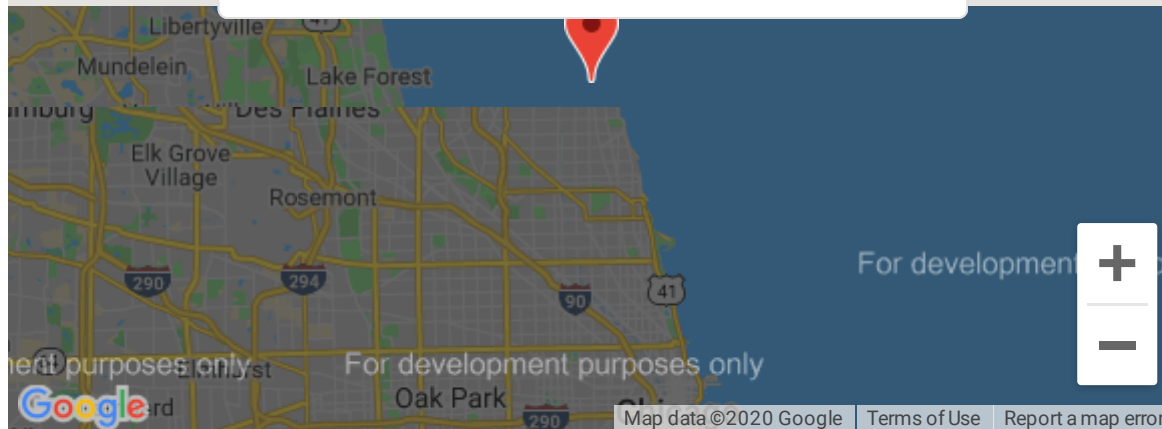 41
Libertyville
Mundelein
Lake Forest
Des Plaines
Elk Grove
Village
Rosemont
290
294
90
41
For development
purposes only
For development purposes only
Oak Park
290
Google
Map data ©2020 Google
Terms of Use
Report a map error